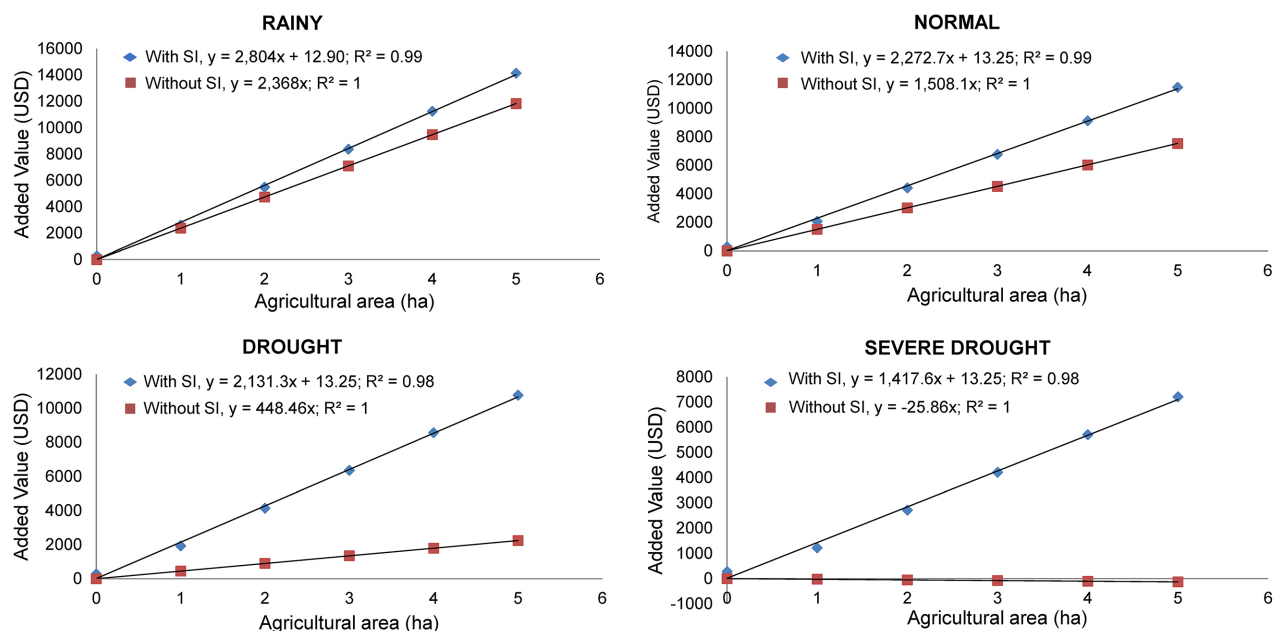 RAINY
With SI, y = 2,804x + 12.90; R² = 0.99
Without SI, y = 2,368x; R² = 1
Added Value (USD)
16000
14000
12000
10000
8000
6000
4000
2000
0
0 1 2 3 4 5 6
Agricultural area (ha)
NORMAL
With SI, y = 2,272.7x + 13.25; R² = 0.99
Without SI, y = 1,508.1x; R² = 1
Added Value (USD)
14000
12000
10000
8000
6000
4000
2000
0
0 1 2 3 4 5 6
Agricultural area (ha)
DROUGHT
With SI, y = 2,131.3x + 13.25; R² = 0.98
Without SI, y = 448.46x; R² = 1
Added Value (USD)
12000
10000
8000
6000
4000
2000
0
0 1 2 3 4 5 6
Agricultural area (ha)
SEVERE DROUGHT
With SI, y = 1,417.6x + 13.25; R² = 0.98
Without SI, y = -25.86x; R² = 1
Added Value (USD)
8000
7000
6000
5000
4000
3000
2000
1000
0
-1000
0 1 2 3 4 5 6
Agricultural area (ha)